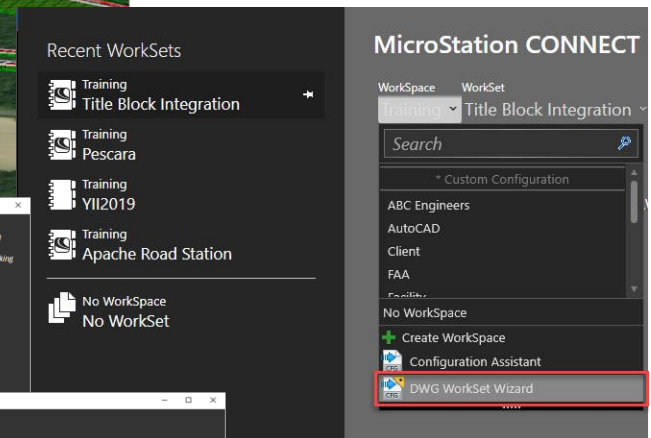 Recent WorkSets
Training
Title Block Integration
Training
Pescara
Training
YII2019
Training
Apache Road Station
No WorkSpace
No WorkSet
MicroStation CONNECT
WorkSpace WorkSet
Training Title Block Integration
Search
* Custom Configuration
ABC Engineers
AutoCAD
Client
FAA
Facility
No WorkSpace
Create WorkSpace
Configuration Assistant
DWG WorkSet Wizard